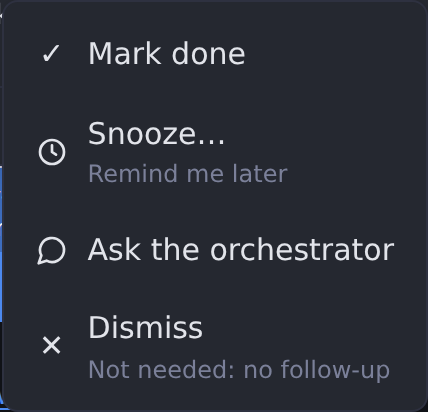 ✓ Mark done
Snooze...
Remind me later
Ask the orchestrator
✕ Dismiss
Not needed: no follow-up